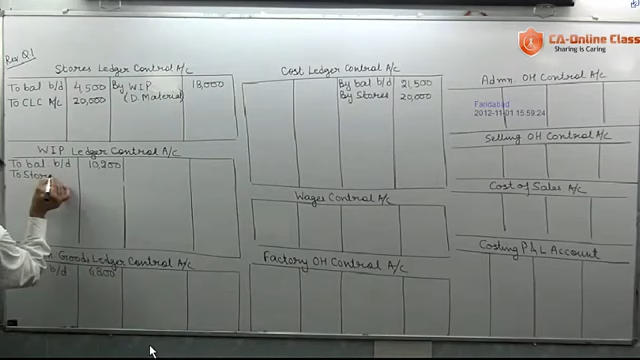 Rev. Q1
Stores Ledger Control A/c
To bal b/d 4,500 By WIP 18,000
To CLC A/c 20,000 (D. Material)
WIP Ledger Control A/c
To bal. b/d 10,200
To Stor
Goods Ledger Control A/c
b/d 6,800
Cost Ledger Control A/c
By bal b/d 21,500
By Stores 20,000
Wages Control A/c
Factory OH Control A/c
CA-Online Class
Sharing is Caring
Admn. OH Control A/c
Faridabad
2012-11-01 15:59:24
Selling OH Control A/c
Cost of Sales A/c
Costing P & L Account